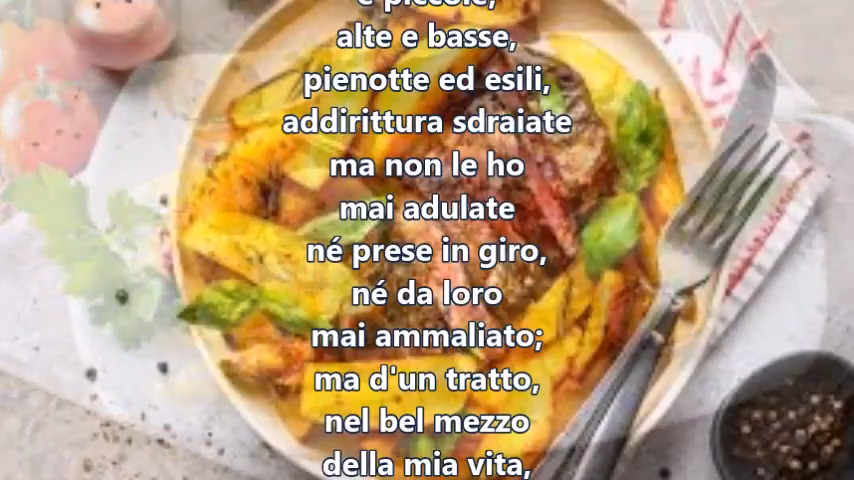 e piccole,
alte e basse,
pienotte ed esili,
addirittura sdraiate
ma non le ho
mai adulate
né prese in giro,
né da loro
mai ammaliato;
ma d'un tratto,
nel bel mezzo
della mia vita,